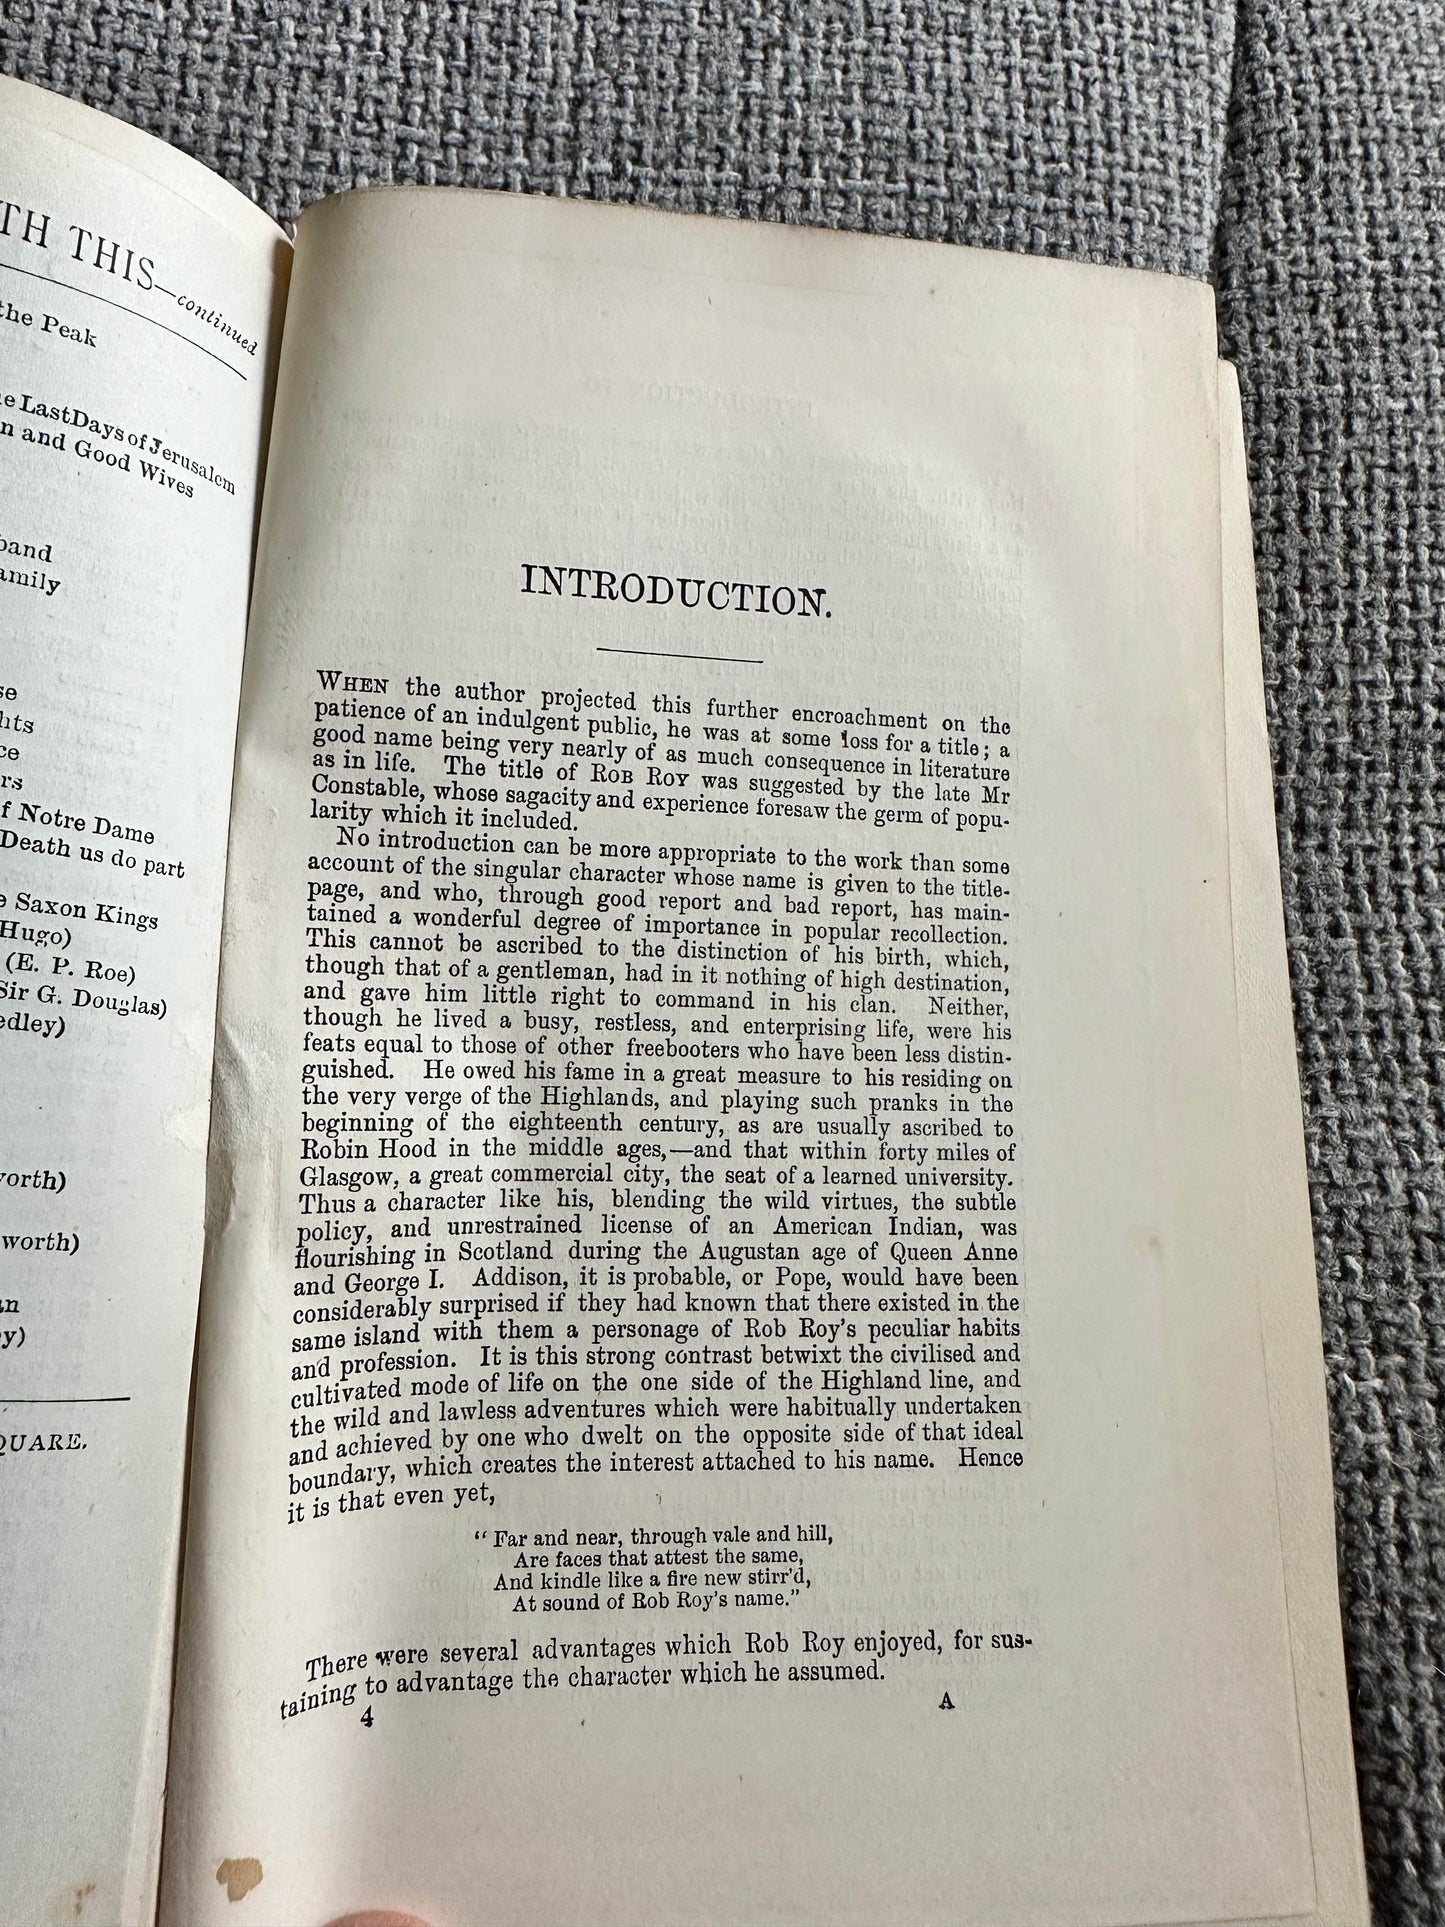 TH THIS—continued
the Peak
e Last Days of Jerusalem
n and Good Wives
band
amily
se
hts
ce
rs
f Notre Dame
Death us do part
e Saxon Kings
Hugo)
(E. P. Roe)
Sir G. Douglas)
edley)
orth)
worth)
an
y)
QUARE.
INTRODUCTION.
WHEN the author projected this further encroachment on the
patience of an indulgent public, he was at some loss for a title; a
good name being very nearly of as much consequence in literature
as in life. The title of ROB ROY was suggested by the late Mr
Constable, whose sagacity and experience foresaw the germ of popu-
larity which it included.
No introduction can be more appropriate to the work than some
account of the singular character whose name is given to the title-
page, and who, through good report and bad report, has main-
tained a wonderful degree of importance in popular recollection.
This cannot be ascribed to the distinction of his birth, which,
though that of a gentleman, had in it nothing of high destination,
and gave him little right to command in his clan. Neither,
though he lived a busy, restless, and enterprising life, were his
feats equal to those of other freebooters who have been less distin-
guished. He owed his fame in a great measure to his residing on
the very verge of the Highlands, and playing such pranks in the
beginning of the eighteenth century, as are usually ascribed to
Robin Hood in the middle ages,—and that within forty miles of
Glasgow, a great commercial city, the seat of a learned university.
Thus a character like his, blending the wild virtues, the subtle
policy, and unrestrained license of an American Indian, was
flourishing in Scotland during the Augustan age of Queen Anne
and George I. Addison, it is probable, or Pope, would have been
considerably surprised if they had known that there existed in the
same island with them a personage of Rob Roy's peculiar habits
and profession. It is this strong contrast betwixt the civilised and
cultivated mode of life on the one side of the Highland line, and
the wild and lawless adventures which were habitually undertaken
and achieved by one who dwelt on the opposite side of that ideal
boundary, which creates the interest attached to his name. Hence
it is that even yet,
“Far and near, through vale and hill,
Are faces that attest the same,
And kindle like a fire new stirr'd,
At sound of Rob Roy's name.”
There were several advantages which Rob Roy enjoyed, for sus-
taining to advantage the character which he assumed.
4 A